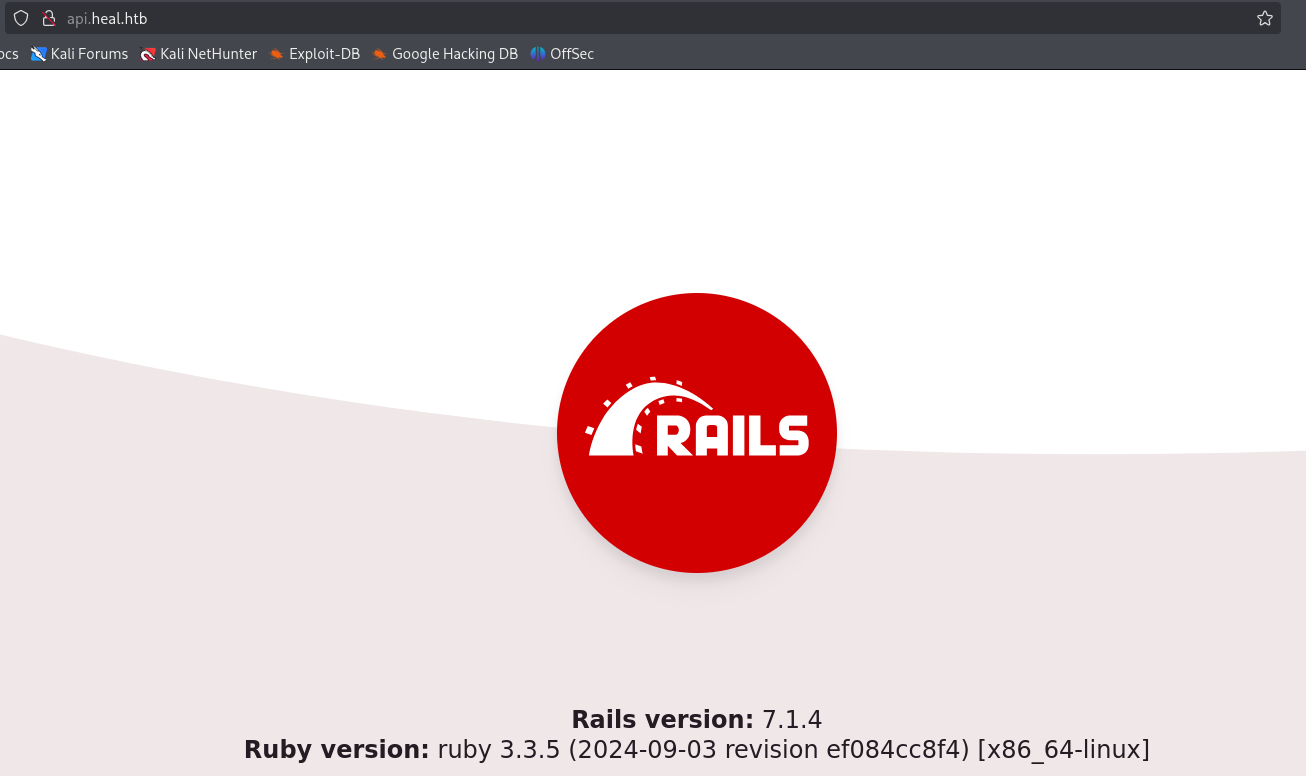 api.heal.htb
ocs Kali Forums Kali NetHunter Exploit-DB Google Hacking DB OffSec
RAILS
Rails version: 7.1.4
Ruby version: ruby 3.3.5 (2024-09-03 revision ef084cc8f4) [x86_64-linux]